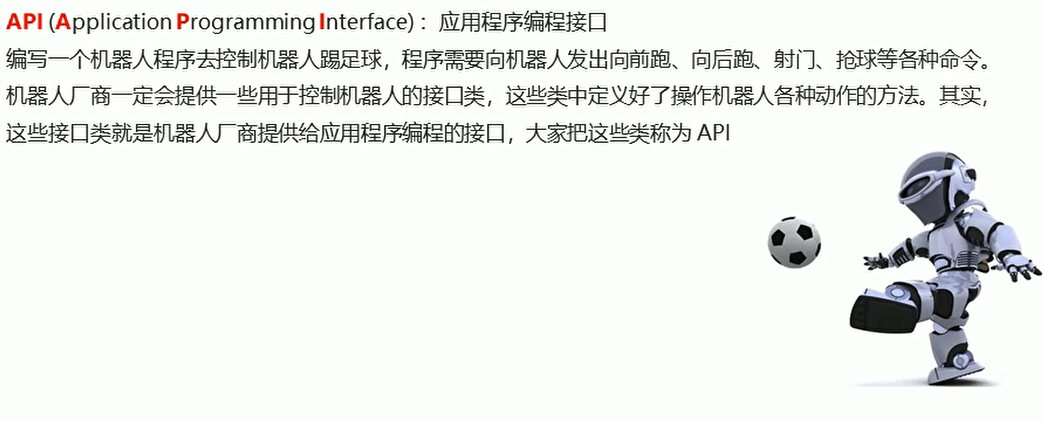 API (Application Programming Interface) ：应用程序编程接口
编写一个机器人程序去控制机器人踢足球，程序需要向机器人发出向前跑、向后跑、射门、抢球等各种命令。
机器人厂商一定会提供一些用于控制机器人的接口类，这些类中定义好了操作机器人各种动作的方法。其实，
这些接口类就是机器人厂商提供给应用程序编程的接口，大家把这些类称为 API